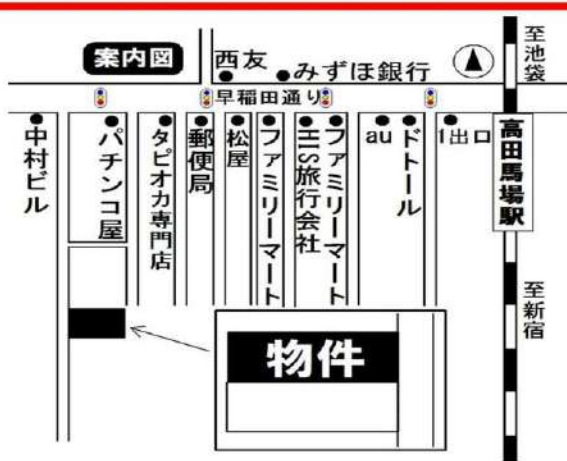 案内図
西友
みずほ銀行
至池袋
早稲田通り
中村ビル
パチンコ屋
タピオカ専門店
郵便局
松屋
ファミリーマート
HIS旅行会社
ファミリーマート
au
ドトール
1出口
高田馬場駅
至新宿
物件